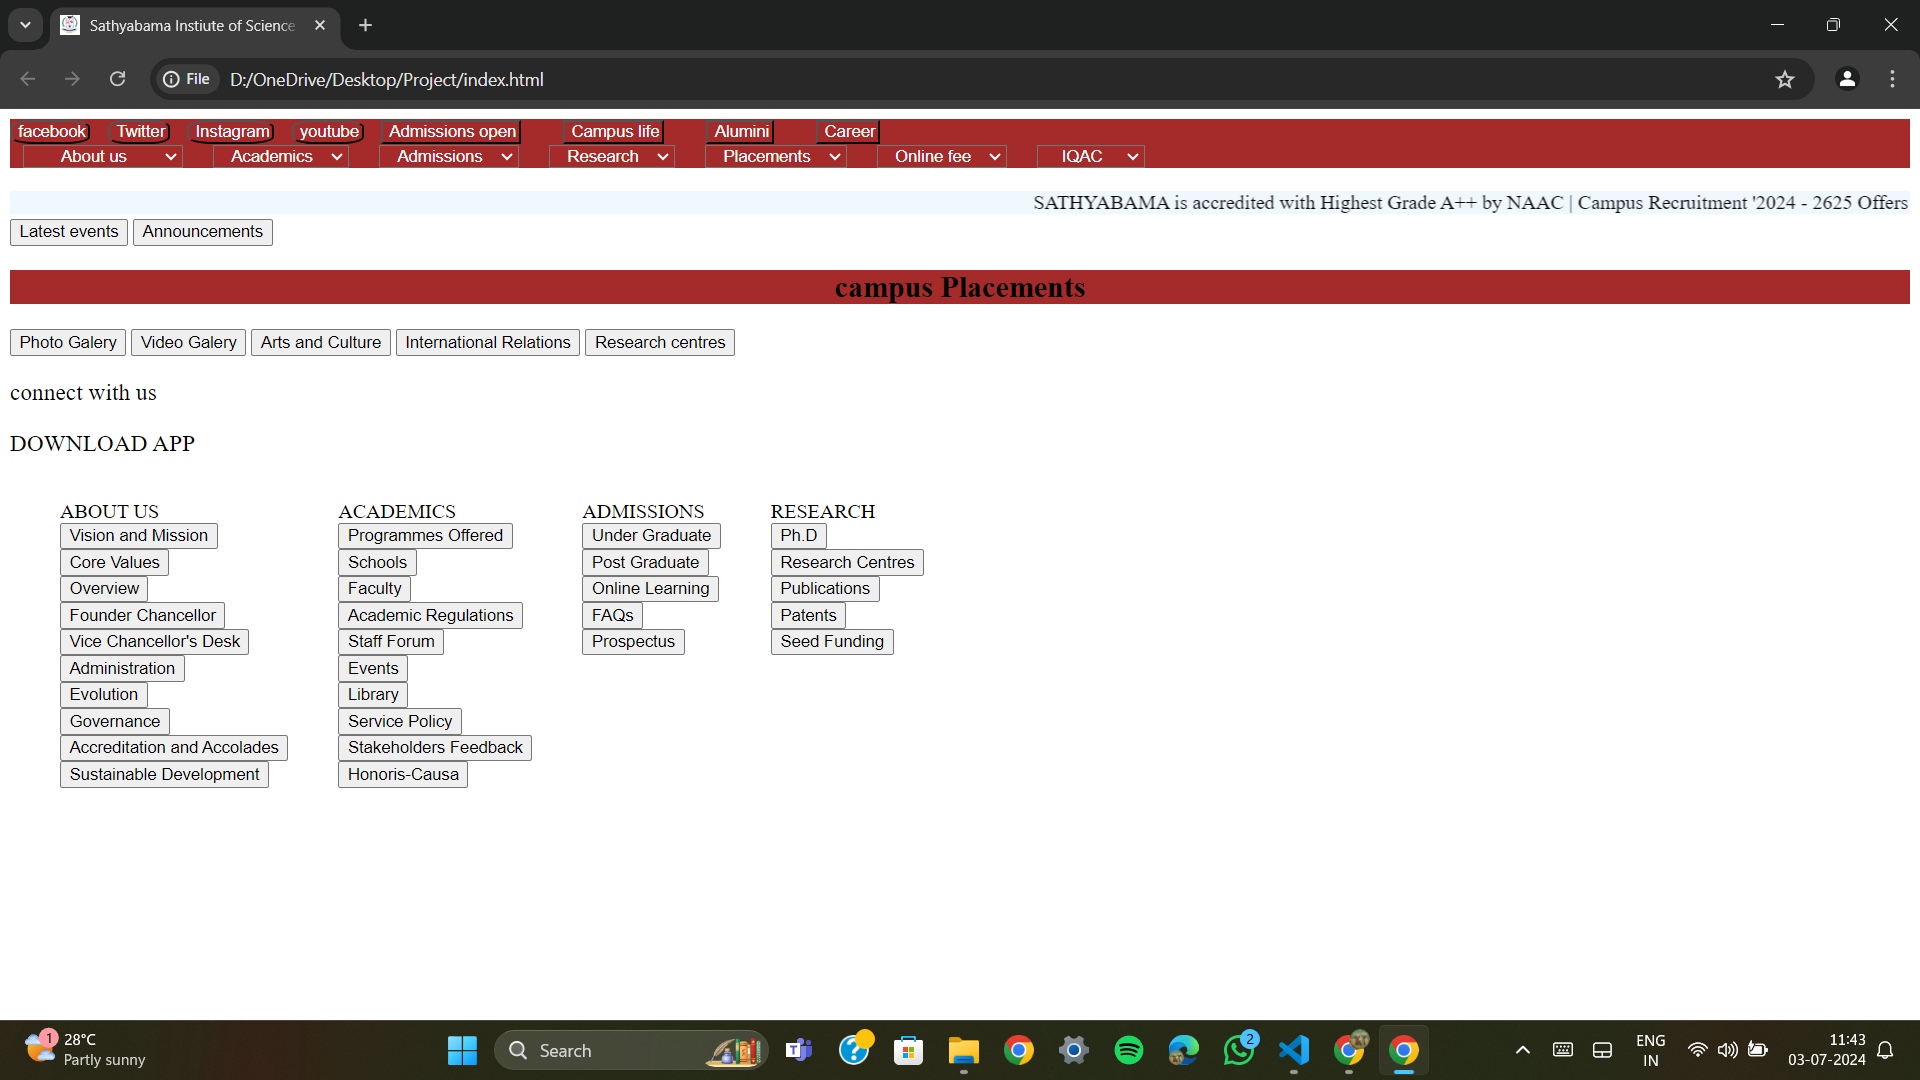 Sathyabama Instiute of Science
File D:/OneDrive/Desktop/Project/index.html
facebook Twitter Instagram youtube Admissions open Campus life Alumini Career
About us Academics Admissions Research Placements Online fee IQAC
SATHYABAMA is accredited with Highest Grade A++ by NAAC | Campus Recruitment '2024 - 2625 Offers
Latest events Announcements
campus Placements
Photo Galery Video Galery Arts and Culture International Relations Research centres
connect with us
DOWNLOAD APP
ABOUT US ACADEMICS ADMISSIONS RESEARCH
Vision and Mission Programmes Offered Under Graduate Ph.D
Core Values Schools Post Graduate Research Centres
Overview Faculty Online Learning Publications
Founder Chancellor Academic Regulations FAQs Patents
Vice Chancellor's Desk Staff Forum Prospectus Seed Funding
Administration Events
Evolution Library
Governance Service Policy
Accreditation and Accolades Stakeholders Feedback
Sustainable Development Honoris-Causa
1 28°C
Partly sunny
Search
2
ENG
IN
11:43
03-07-2024